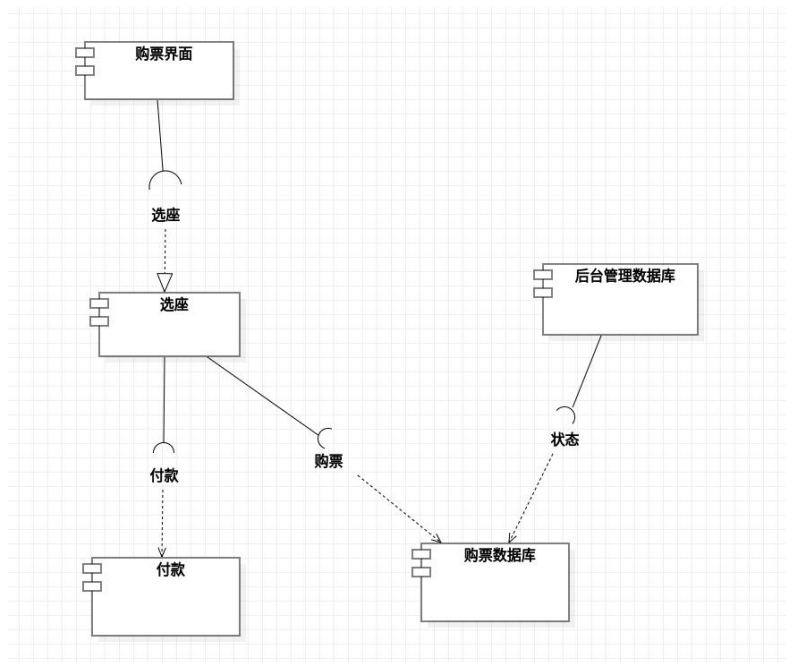 购票界面
选座
后台管理数据库
选座
状态
购票
付款
购票数据库
付款